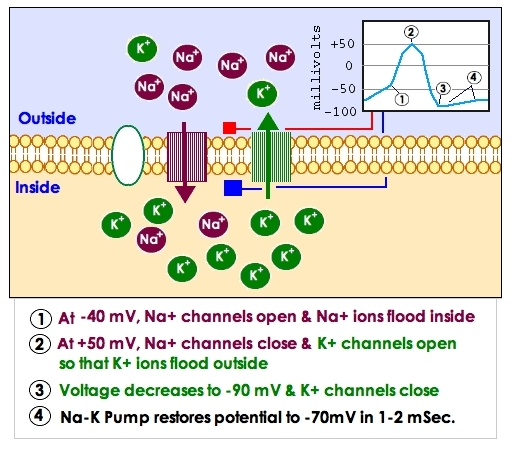 K+
Na+
Na+
Na+
Na+
Na+
K+
millivolts
+50
0
-50
-100
2
1
3
4
Outside
Inside
K+
K+
Na+
Na+
K+
K+
K+
K+
K+
K+
1 At -40 mV, Na+ channels open & Na+ ions flood inside
2 At +50 mV, Na+ channels close & K+ channels open
so that K+ ions flood outside
3 Voltage decreases to -90 mV & K+ channels close
4 Na-K Pump restores potential to -70mV in 1-2 mSec.